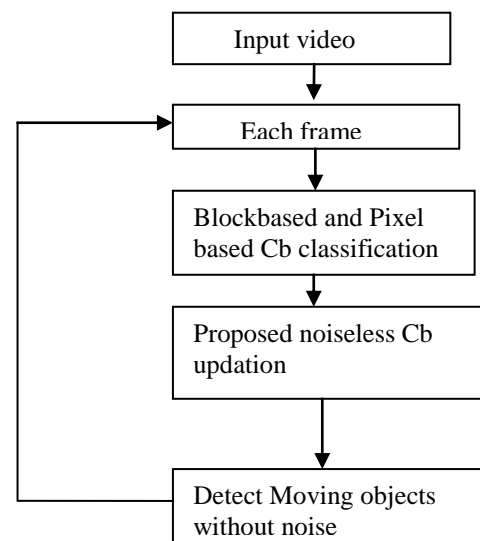 Input video
Each frame
Blockbased and Pixel
based Cb classification
Proposed noiseless Cb
updation
Detect Moving objects
without noise